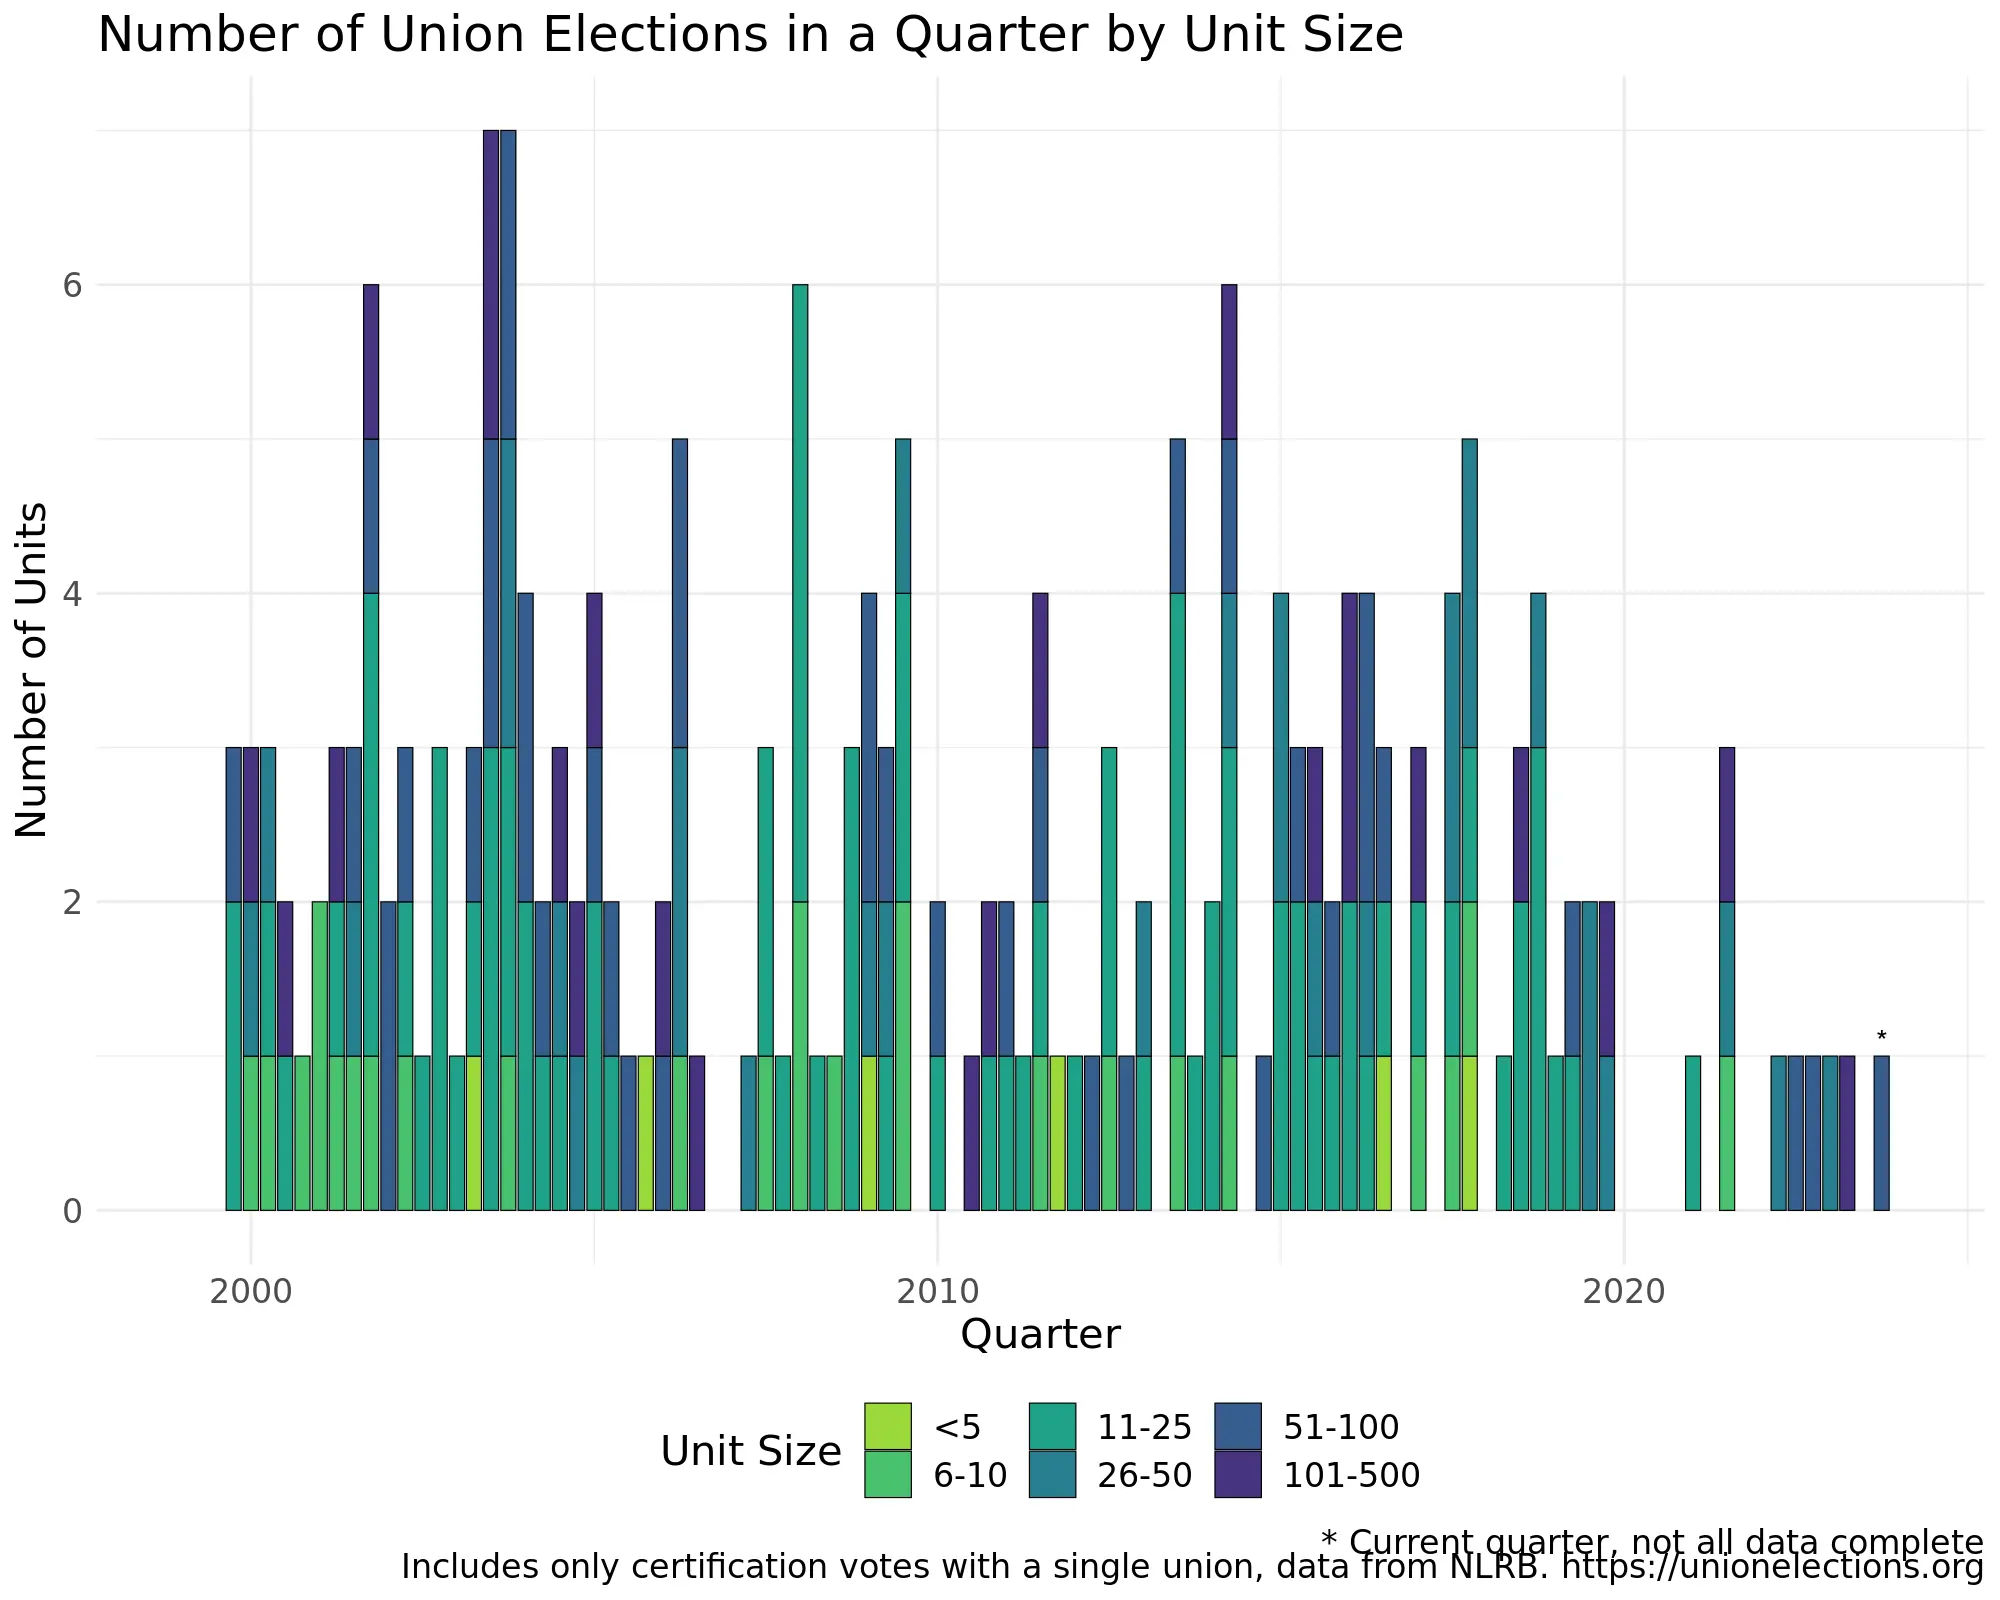 Number of Union Elections in a Quarter by Unit Size
Number of Units
6
4
2
0
2000 2010 2020
Quarter
*
Unit Size
<5 11-25 51-100
6-10 26-50 101-500
* Current quarter, not all data complete
Includes only certification votes with a single union, data from NLRB. https://unionelections.org